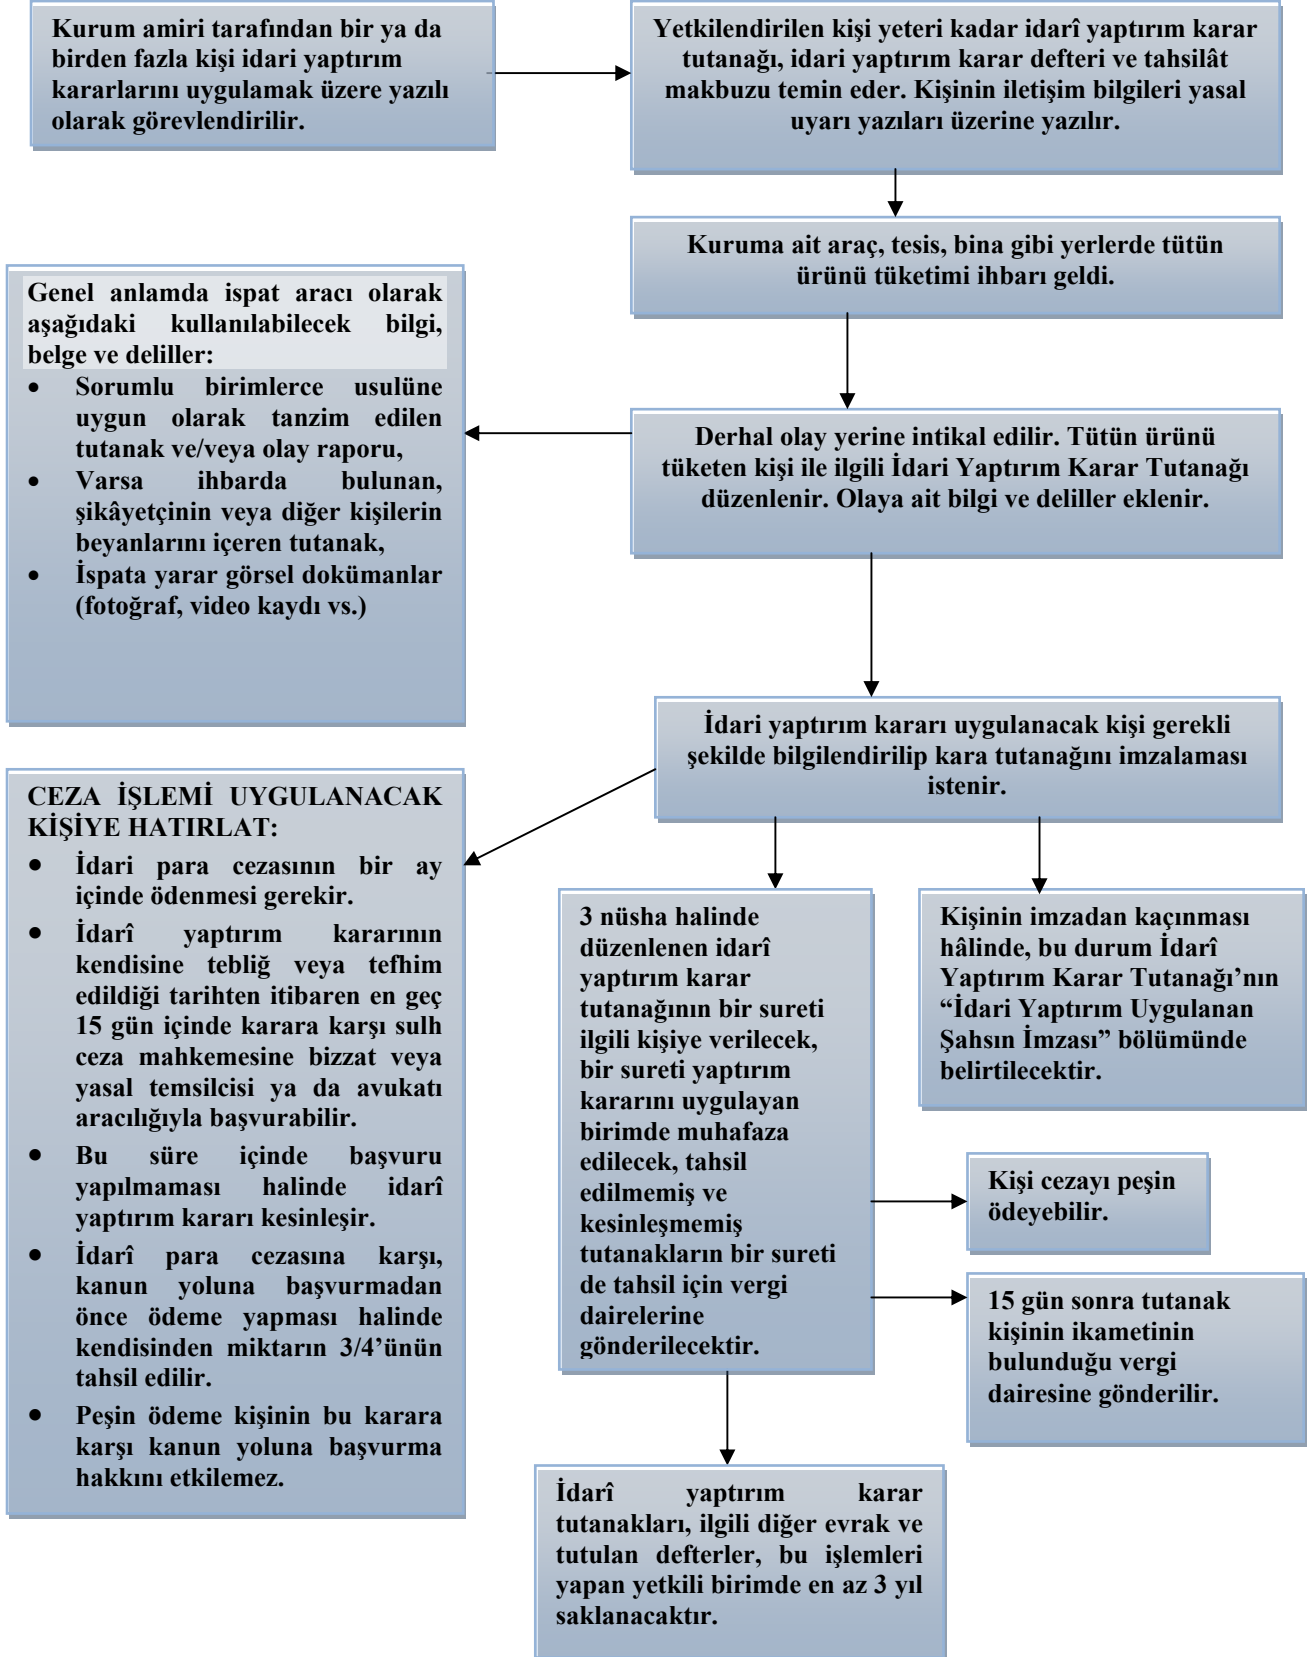 Kurum amiri tarafından bir ya da
birden fazla kişi idari yaptırım
kararlarını uygulamak üzere yazılı
olarak görevlendirilir.
Yetkilendirilen kişi yeteri kadar idarî yaptırım karar
tutanağı, idari yaptırım karar defteri ve tahsilât
makbuzu temin eder. Kişinin iletişim bilgileri yasal
uyarı yazıları üzerine yazılır.
Kuruma ait araç, tesis, bina gibi yerlerde tütün
ürünü tüketimi ihbarı geldi.
Derhal olay yerine intikal edilir. Tütün ürünü
tüketen kişi ile ilgili İdari Yaptırım Karar Tutanağı
düzenlenir. Olaya ait bilgi ve deliller eklenir.
Genel anlamda ispat aracı olarak
aşağıdaki kullanılabilecek bilgi,
belge ve deliller:
• Sorumlu birimlerce usulüne
uygun olarak tanzim edilen
tutanak ve/veya olay raporu,
• Varsa ihbarda bulunan,
şikâyetçinin veya diğer kişilerin
beyanlarını içeren tutanak,
• İspata yarar görsel dokümanlar
(fotoğraf, video kaydı vs.)
İdari yaptırım kararı uygulanacak kişi gerekli
şekilde bilgilendirilip kara tutanağını imzalaması
istenir.
CEZA İŞLEMİ UYGULANACAK
KİŞİYE HATIRLAT:
• İdari para cezasının bir ay
içinde ödenmesi gerekir.
• İdarî yaptırım kararının
kendisine tebliğ veya tefhim
edildiği tarihten itibaren en geç
15 gün içinde karara karşı sulh
ceza mahkemesine bizzat veya
yasal temsilcisi ya da avukatı
aracılığıyla başvurabilir.
• Bu süre içinde başvuru
yapılmaması halinde idarî
yaptırım kararı kesinleşir.
• İdarî para cezasına karşı,
kanun yoluna başvurmadan
önce ödeme yapması halinde
kendisinden miktarın 3/4’ünün
tahsil edilir.
• Peşin ödeme kişinin bu karara
karşı kanun yoluna başvurma
hakkını etkilemez.
3 nüsha halinde
düzenlenen idarî
yaptırım karar
tutanağının bir sureti
ilgili kişiye verilecek,
bir sureti yaptırım
kararını uygulayan
birimde muhafaza
edilecek, tahsil
edilmemiş ve
kesinleşmemiş
tutanakların bir sureti
de tahsil için vergi
dairelerine
gönderilecektir.
Kişinin imzadan kaçınması
hâlinde, bu durum İdarî
Yaptırım Karar Tutanağı’nın
“İdari Yaptırım Uygulanan
Şahsın İmzası” bölümünde
belirtilecektir.
Kişi cezayı peşin
ödeyebilir.
15 gün sonra tutanak
kişinin ikametinin
bulunduğu vergi
dairesine gönderilir.
İdarî yaptırım karar
tutanakları, ilgili diğer evrak ve
tutulan defterler, bu işlemleri
yapan yetkili birimde en az 3 yıl
saklanacaktır.